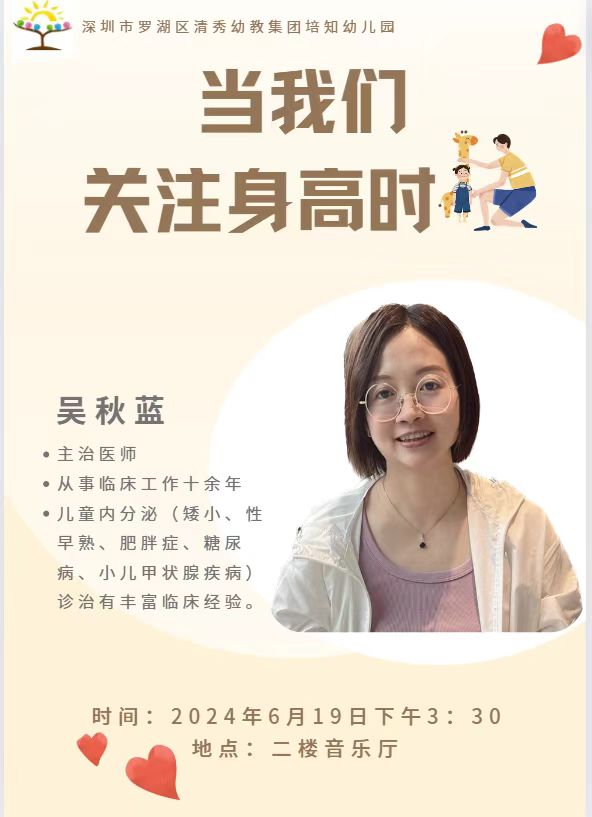 深圳市罗湖区清秀幼教集团培知幼儿园
当我们
关注身高时
吴秋蓝
• 主治医师
• 从事临床工作十余年
• 儿童内分泌（矮小、性
早熟、肥胖症、糖尿
病、小儿甲状腺疾病）
诊治有丰富临床经验。
时间：2024年6月19日下午3：30
地点：二楼音乐厅